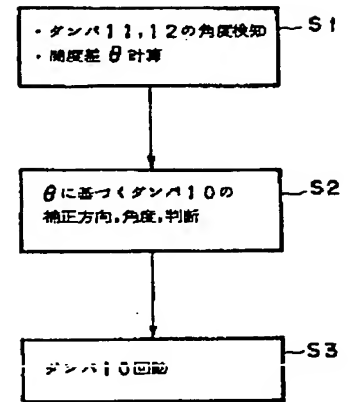 ・ダンパ11,12の角度検知 S1
・開度差θ計算
θに基づくダンパ10の S2
補正方向,角度,判断
ダンパ10回動 S3